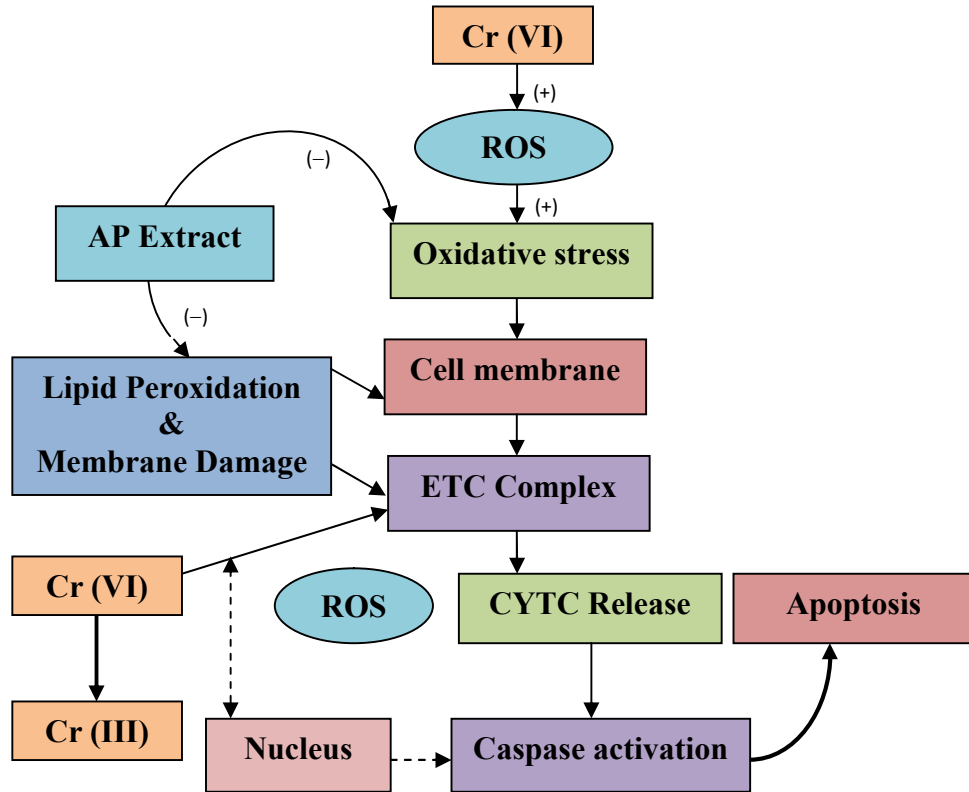 Cr (VI)
(+)
ROS
(−)
(+)
AP Extract
Oxidative stress
(−)
Lipid Peroxidation
&
Membrane Damage
Cell membrane
ETC Complex
Cr (VI)
ROS
CYTC Release
Apoptosis
Cr (III)
Nucleus
Caspase activation